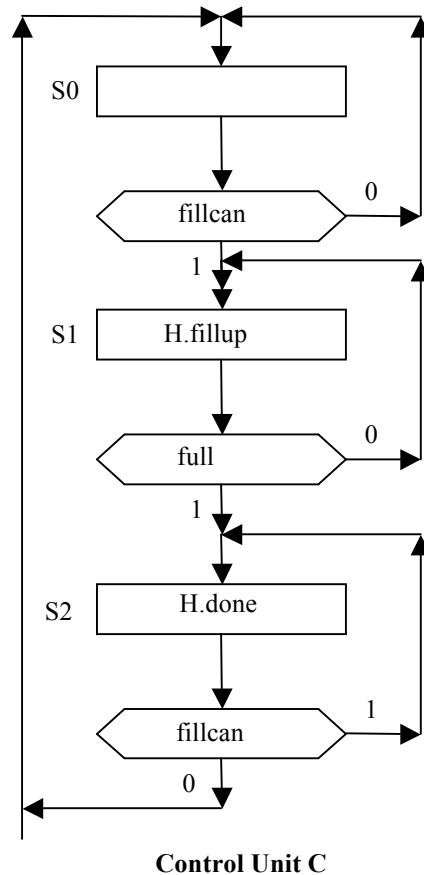 S0
fillcan
0
1
S1
H.fillup
full
0
1
S2
H.done
fillcan
1
0
Control Unit C